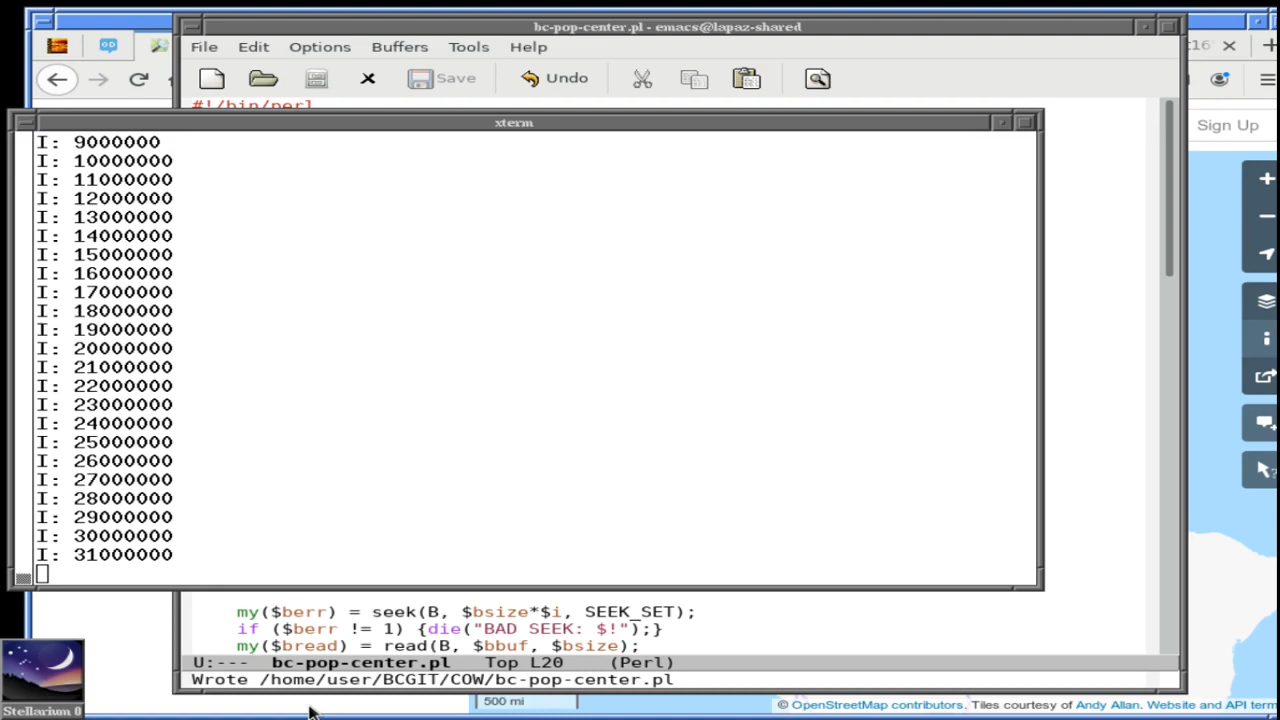 bc-pop-center.pl - emacs@lapaz-shared
File Edit Options Buffers Tools Help
Save Undo
#!/bin/perl
Sign Up
xterm
I: 9000000
I: 10000000
I: 11000000
I: 12000000
I: 13000000
I: 14000000
I: 15000000
I: 16000000
I: 17000000
I: 18000000
I: 19000000
I: 20000000
I: 21000000
I: 22000000
I: 23000000
I: 24000000
I: 25000000
I: 26000000
I: 27000000
I: 28000000
I: 29000000
I: 30000000
I: 31000000
my($berr) = seek(B, $bsize*$i, SEEK_SET);
if ($berr != 1) {die("BAD SEEK: $!");}
my($bread) = read(B, $bbuf, $bsize);
U:--- bc-pop-center.pl Top L20 (Perl)
Wrote /home/user/BCGIT/COW/bc-pop-center.pl
500 mi
© OpenStreetMap contributors, Tiles courtesy of Andy Allan. Website and API term
Stellarium 0